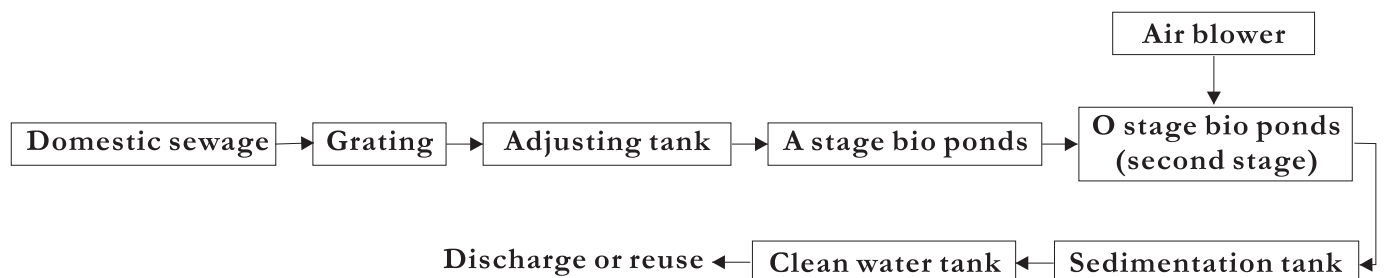 Air blower
Domestic sewage
Grating
Adjusting tank
A stage bio ponds
O stage bio ponds
(second stage)
Discharge or reuse
Clean water tank
Sedimentation tank